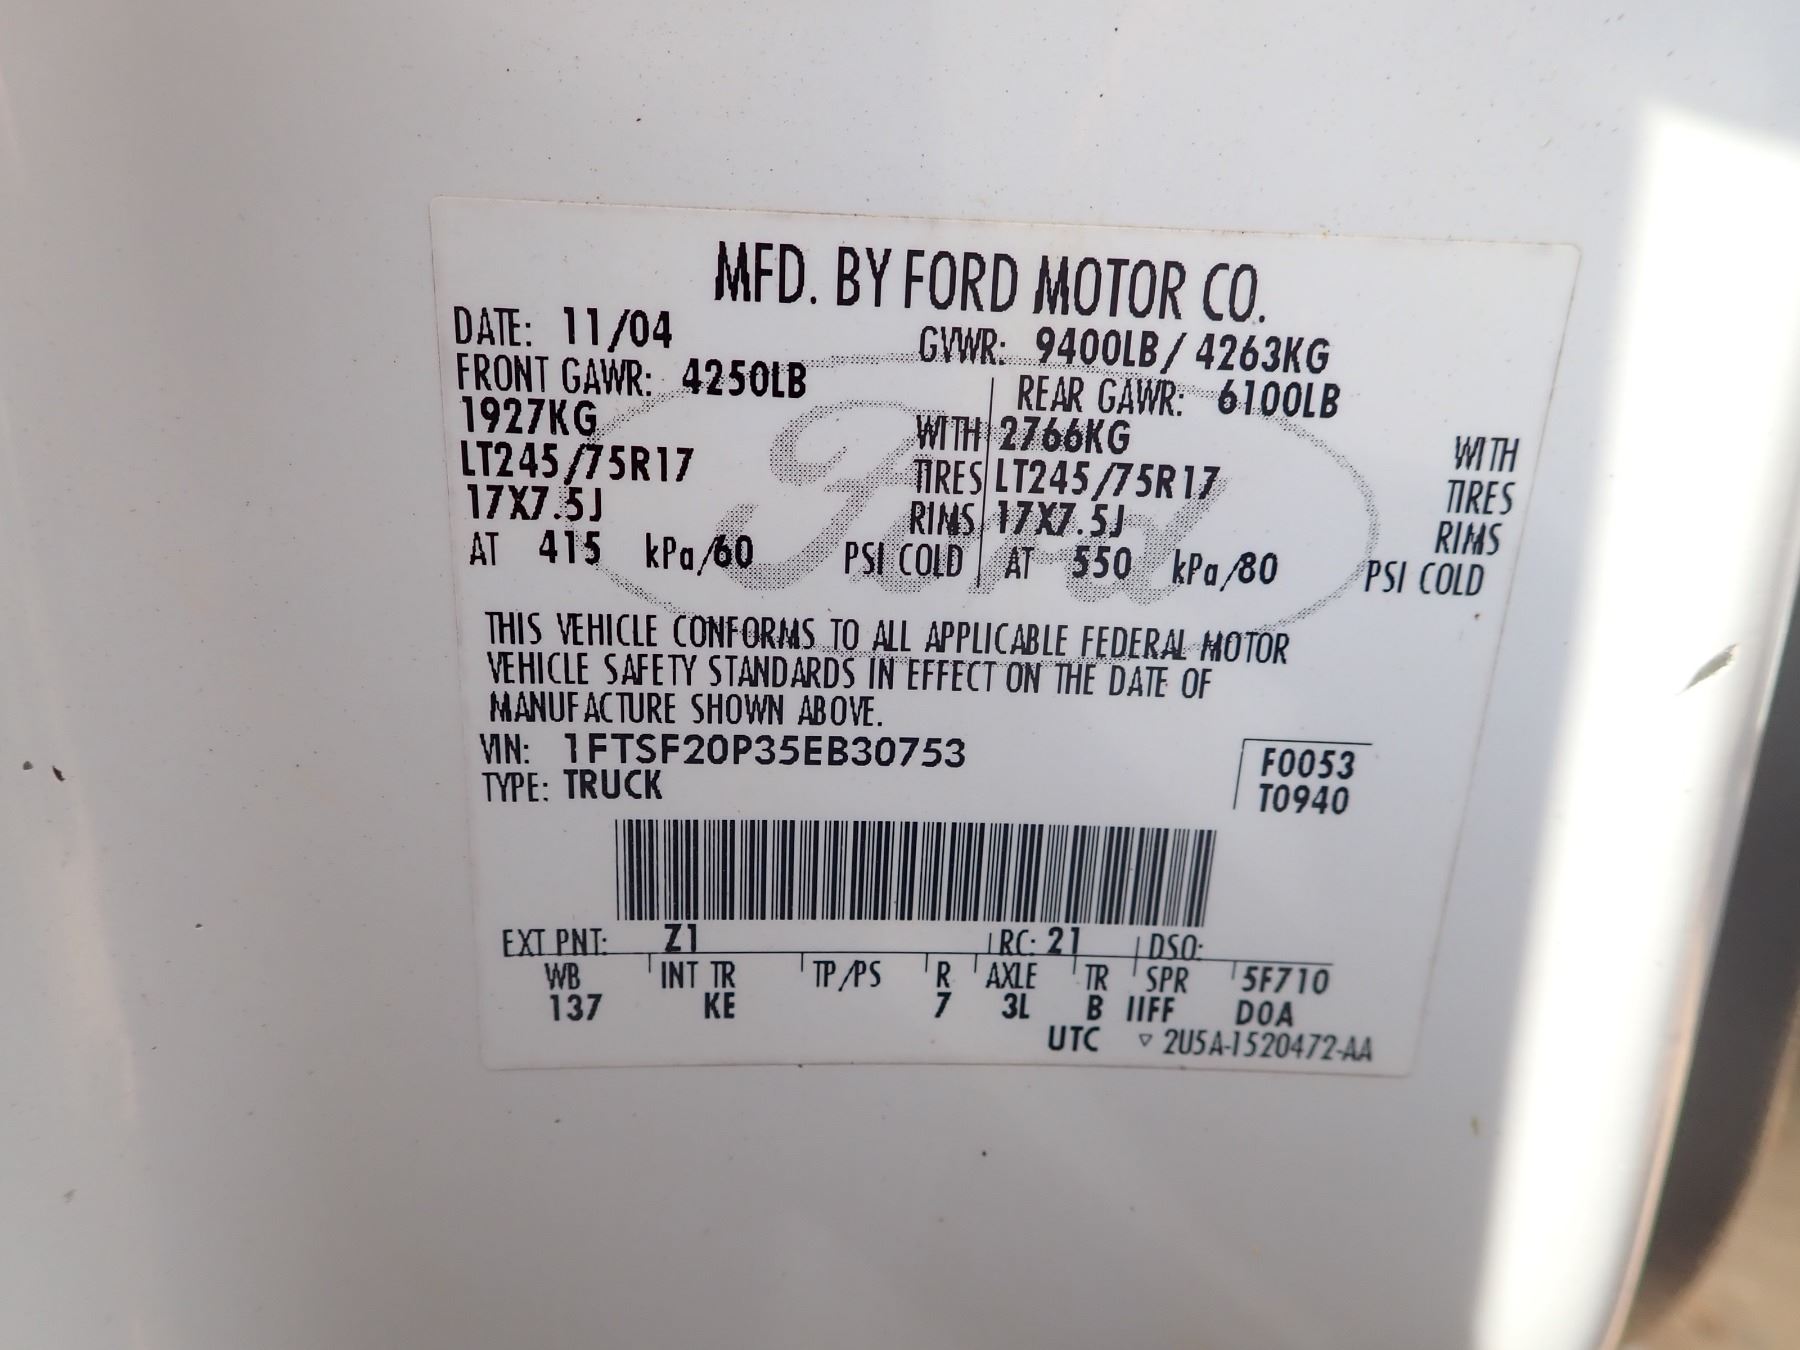 MFD. BY FORD MOTOR CO.
DATE: 11/04 GVWR: 9400LB / 4263KG
FRONT GAWR: 4250LB REAR GAWR: 6100LB
1927KG WITH 2766KG WITH
LT245/75R17 TIRES LT245/75R17 TIRES
17X7.5J RIMS 17X7.5J RIMS
AT 415 kPa/60 PSI COLD AT 550 kPa/80 PSI COLD
Ford
THIS VEHICLE CONFORMS TO ALL APPLICABLE FEDERAL MOTOR
VEHICLE SAFETY STANDARDS IN EFFECT ON THE DATE OF
MANUFACTURE SHOWN ABOVE.
VIN: 1FTSF20P35EB30753 F0053
TYPE: TRUCK T0940
EXT PNT: Z1 RC: 21 DSO:
WB INT TR TP/PS R AXLE TR SPR 5F710
137 KE 7 3L B IIFF D0A
UTC ▽ 2U5A-1520472-AA